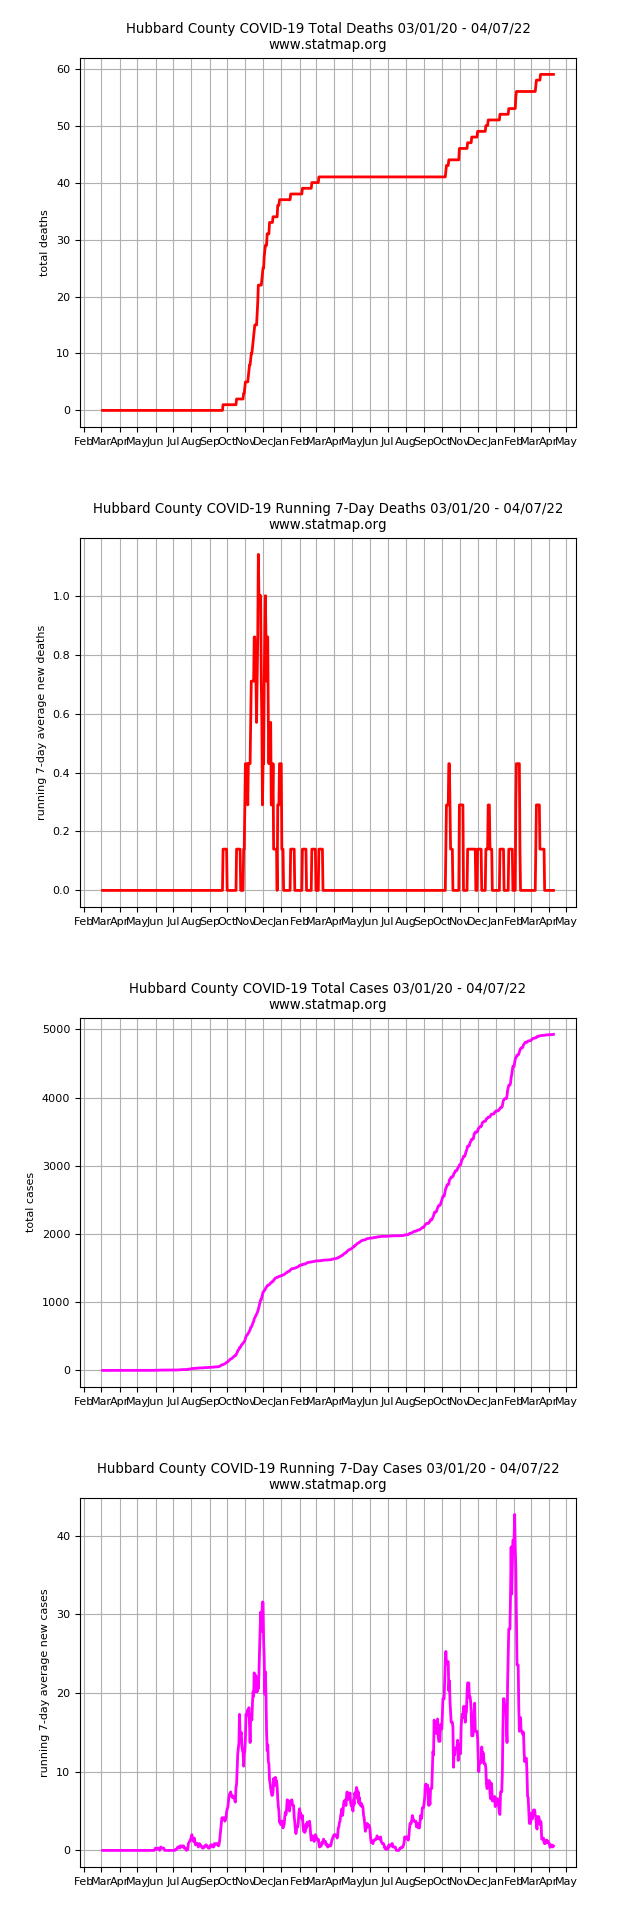 Hubbard County COVID-19 Total Deaths 03/01/20 - 04/07/22
www.statmap.org
60
50
40
30
20
10
0
total deaths
Feb Mar Apr May Jun Jul Aug Sep Oct Nov Dec Jan Feb Mar Apr May Jun Jul Aug Sep Oct Nov Dec Jan Feb Mar Apr May
Hubbard County COVID-19 Running 7-Day Deaths 03/01/20 - 04/07/22
www.statmap.org
1.0
0.8
0.6
0.4
0.2
0.0
running 7-day average new deaths
Feb Mar Apr May Jun Jul Aug Sep Oct Nov Dec Jan Feb Mar Apr May Jun Jul Aug Sep Oct Nov Dec Jan Feb Mar Apr May
Hubbard County COVID-19 Total Cases 03/01/20 - 04/07/22
www.statmap.org
5000
4000
3000
2000
1000
0
total cases
Feb Mar Apr May Jun Jul Aug Sep Oct Nov Dec Jan Feb Mar Apr May Jun Jul Aug Sep Oct Nov Dec Jan Feb Mar Apr May
Hubbard County COVID-19 Running 7-Day Cases 03/01/20 - 04/07/22
www.statmap.org
40
30
20
10
0
running 7-day average new cases
Feb Mar Apr May Jun Jul Aug Sep Oct Nov Dec Jan Feb Mar Apr May Jun Jul Aug Sep Oct Nov Dec Jan Feb Mar Apr May